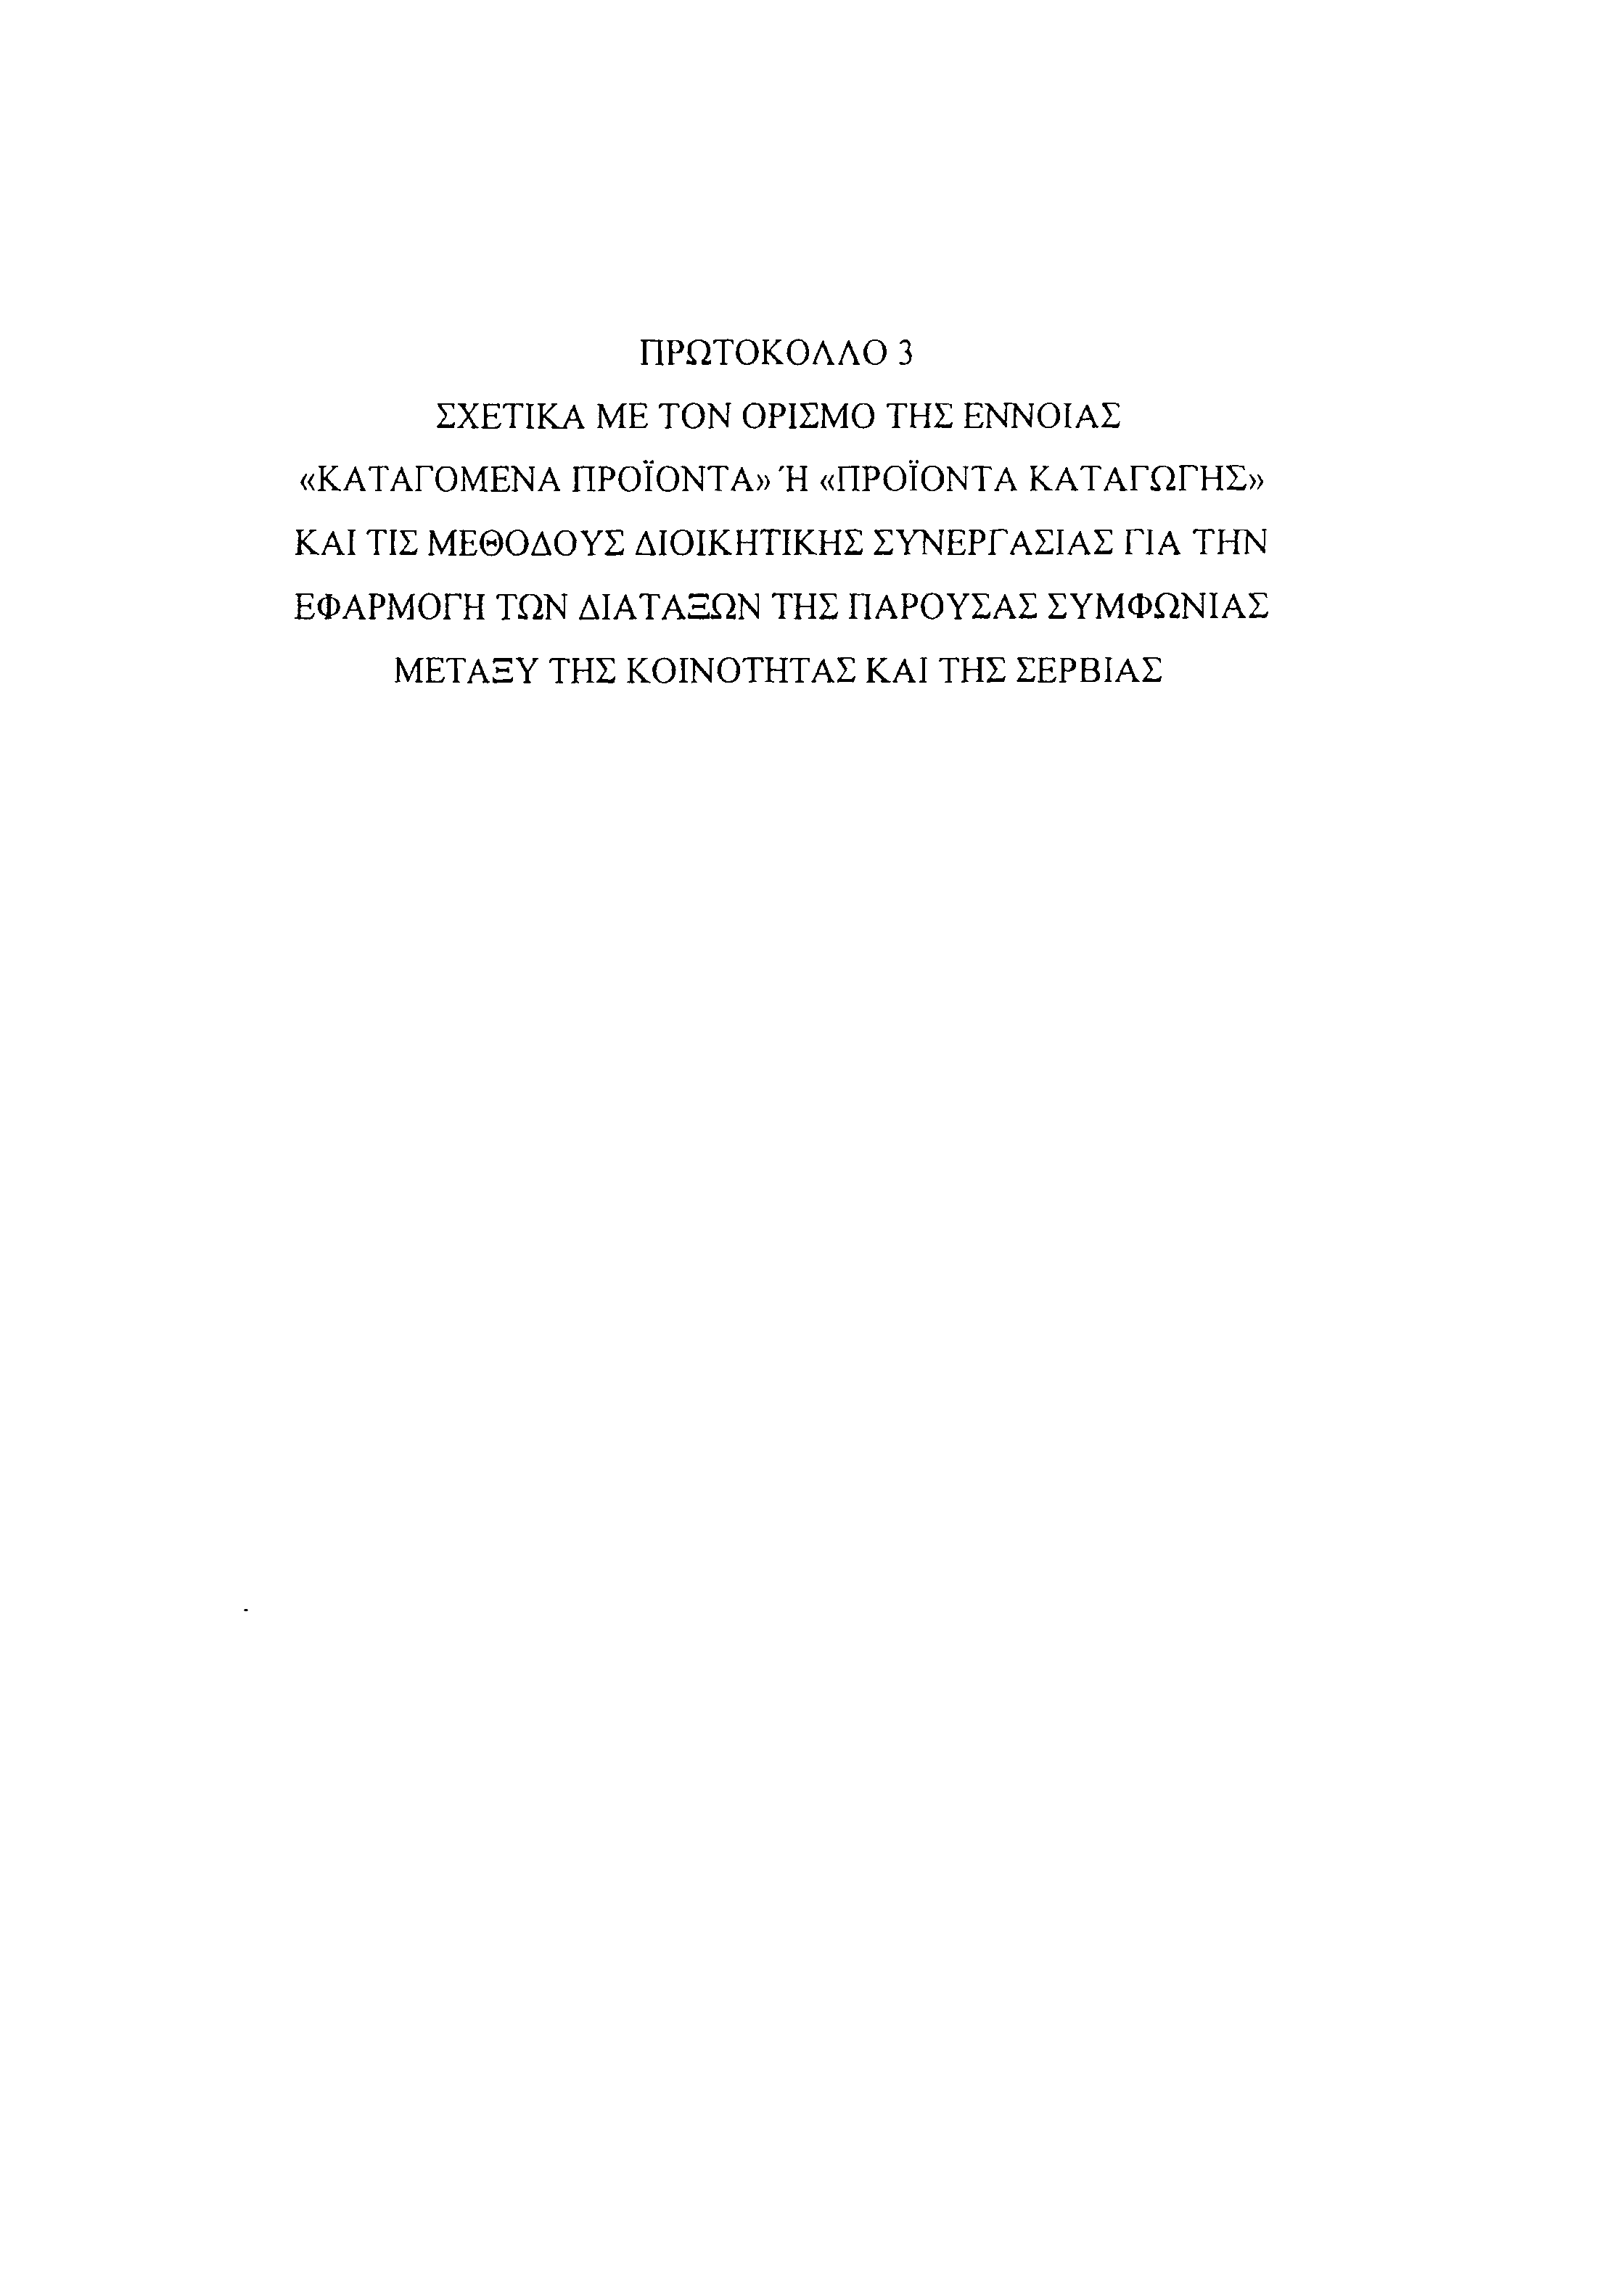 ΠΡΩΤΟΚΟΛΛΟ 3
ΣΧΕΤΙΚΑ ΜΕ ΤΟΝ ΟΡΙΣΜΟ ΤΗΣ ΕΝΝΟΙΑΣ
«ΚΑΤΑΓΟΜΕΝΑ ΠΡΟΪΟΝΤΑ» Ή «ΠΡΟΪΟΝΤΑ ΚΑΤΑΓΩΓΗΣ»
ΚΑΙ ΤΙΣ ΜΕΘΟΔΟΥΣ ΔΙΟΙΚΗΤΙΚΗΣ ΣΥΝΕΡΓΑΣΙΑΣ ΓΙΑ ΤΗΝ
ΕΦΑΡΜΟΓΗ ΤΩΝ ΔΙΑΤΑΞΩΝ ΤΗΣ ΠΑΡΟΥΣΑΣ ΣΥΜΦΩΝΙΑΣ
ΜΕΤΑΞΥ ΤΗΣ ΚΟΙΝΟΤΗΤΑΣ ΚΑΙ ΤΗΣ ΣΕΡΒΙΑΣ